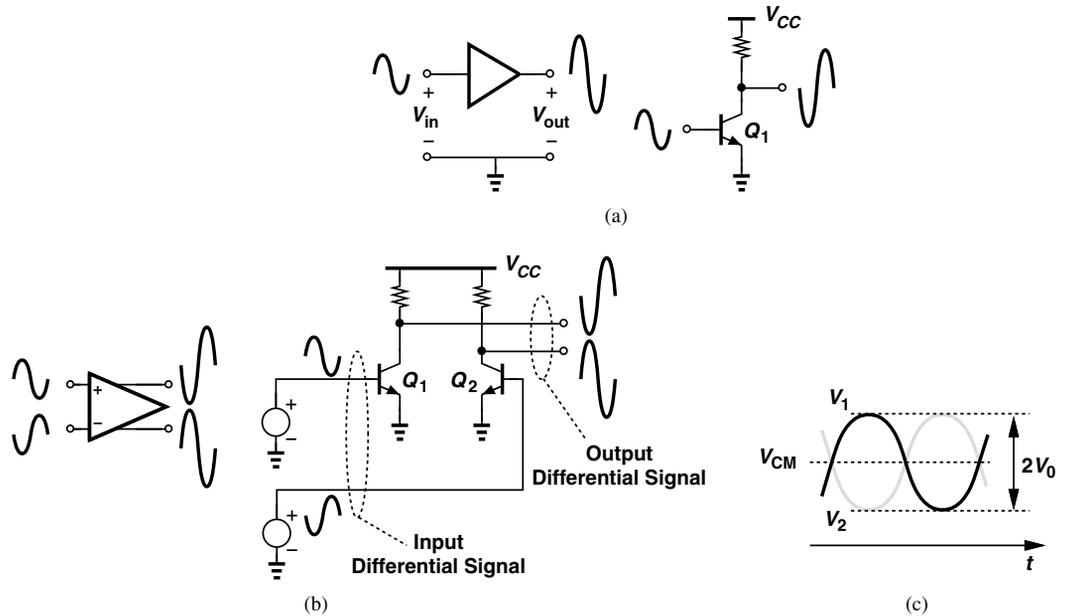 V_CC
+ +
V_in V_out
− −
Q_1
(a)
V_CC
+
−
+
−
Q_1 Q_2
Output
Differential Signal
+
−
Input
Differential Signal
(b)
V_1
V_CM
V_2
2V_0
t
(c)